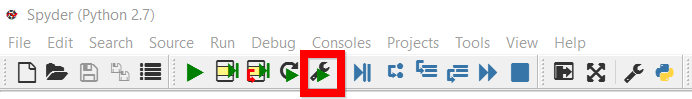 Spyder (Python 2.7)
File Edit Search Source Run Debug Consoles Projects Tools View Help